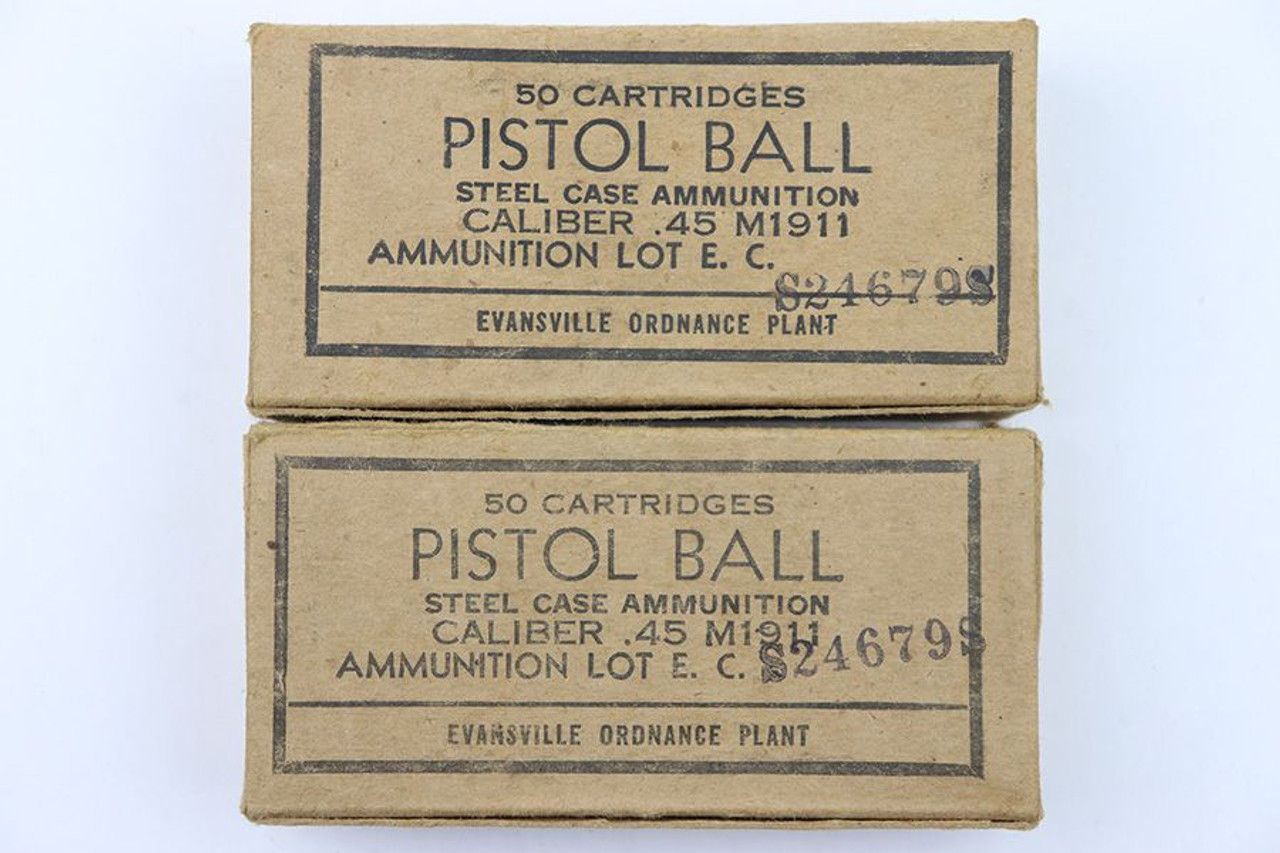 50 CARTRIDGES
PISTOL BALL
STEEL CASE AMMUNITION
CALIBER .45 M1911
AMMUNITION LOT E. C.
S24679S
EVANSVILLE ORDNANCE PLANT
50 CARTRIDGES
PISTOL BALL
STEEL CASE AMMUNITION
CALIBER .45 M1911
AMMUNITION LOT E. C. S24679S
EVANSVILLE ORDNANCE PLANT